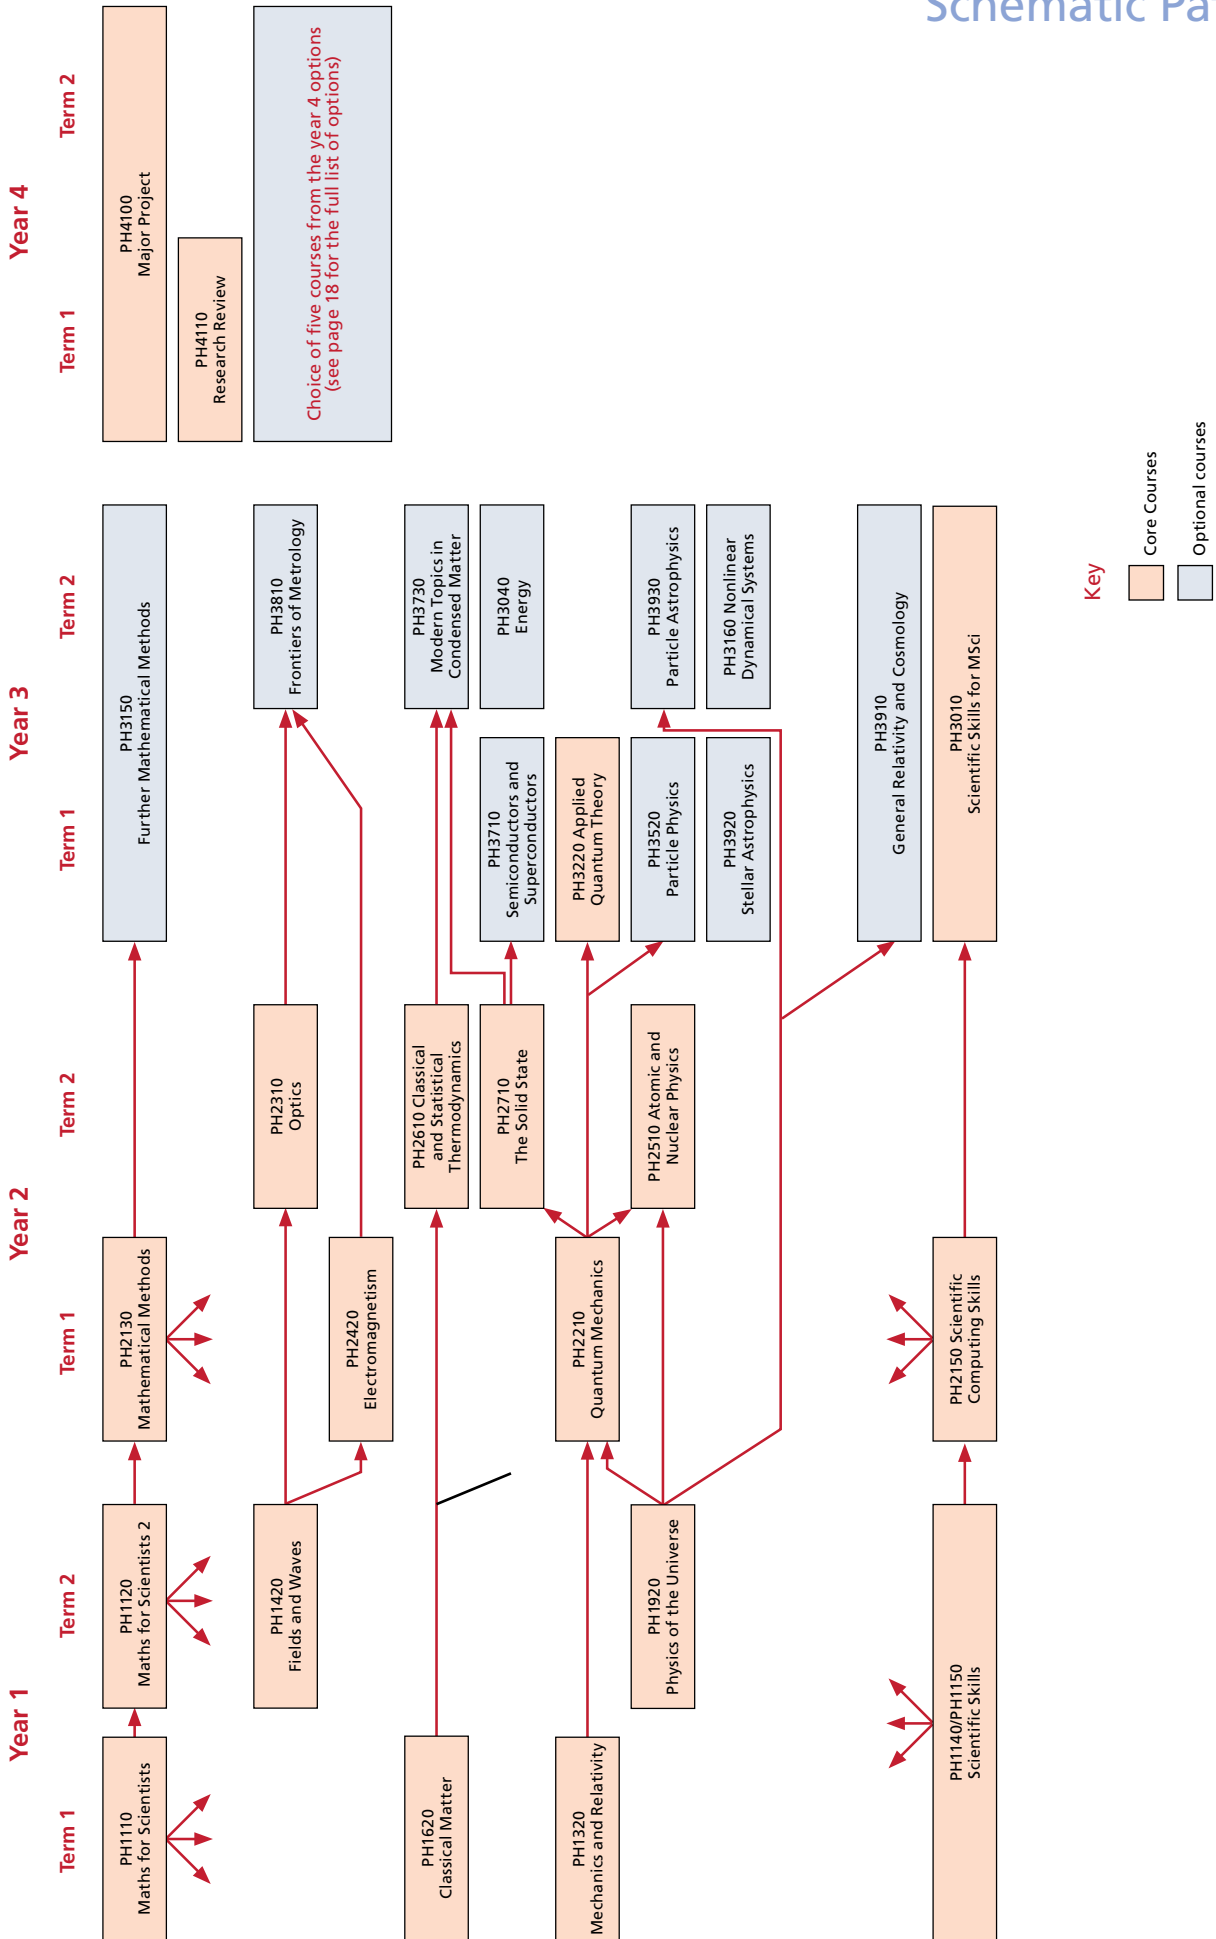 Schematic Pat
Year 1
Year 2
Year 3
Year 4
Term 1
Term 2
Term 1
Term 2
Term 1
Term 2
Term 1
Term 2
PH1110
Maths for Scientists
PH1120
Maths for Scientists 2
PH2130
Mathematical Methods
PH3150
Further Mathematical Methods
PH4100
Major Project
PH4110
Research Review
PH1420
Fields and Waves
PH2310
Optics
PH3810
Frontiers of Metrology
Choice of five courses from the year 4 options
(see page 18 for the full list of options)
PH2420
Electromagnetism
PH1620
Classical Matter
PH2610 Classical
and Statistical
Thermodynamics
PH3730
Modern Topics in
Condensed Matter
PH2710
The Solid State
PH3710
Semiconductors and
Superconductors
PH3040
Energy
PH1320
Mechanics and Relativity
PH2210
Quantum Mechanics
PH3220 Applied
Quantum Theory
PH1920
Physics of the Universe
PH2510 Atomic and
Nuclear Physics
PH3520
Particle Physics
PH3930
Particle Astrophysics
PH3920
Stellar Astrophysics
PH3160 Nonlinear
Dynamical Systems
PH3910
General Relativity and Cosmology
PH1140/PH1150
Scientific Skills
PH2150 Scientific
Computing Skills
PH3010
Scientific Skills for MSci
Key
Core Courses
Optional courses